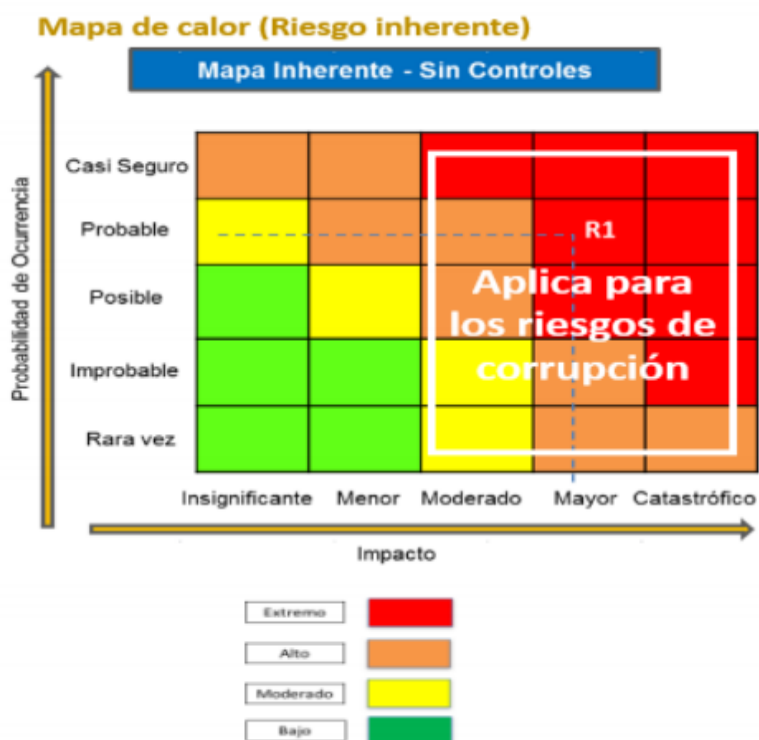 Mapa de calor (Riesgo inherente)
Mapa Inherente - Sin Controles
Probabilidad de Ocurrencia
Casi Seguro
Probable
R1
Posible
Aplica para
los riesgos de
corrupción
Improbable
Rara vez
Insignificante Menor Moderado Mayor Catastrófico
Impacto
Extremo
Alto
Moderado
Bajo